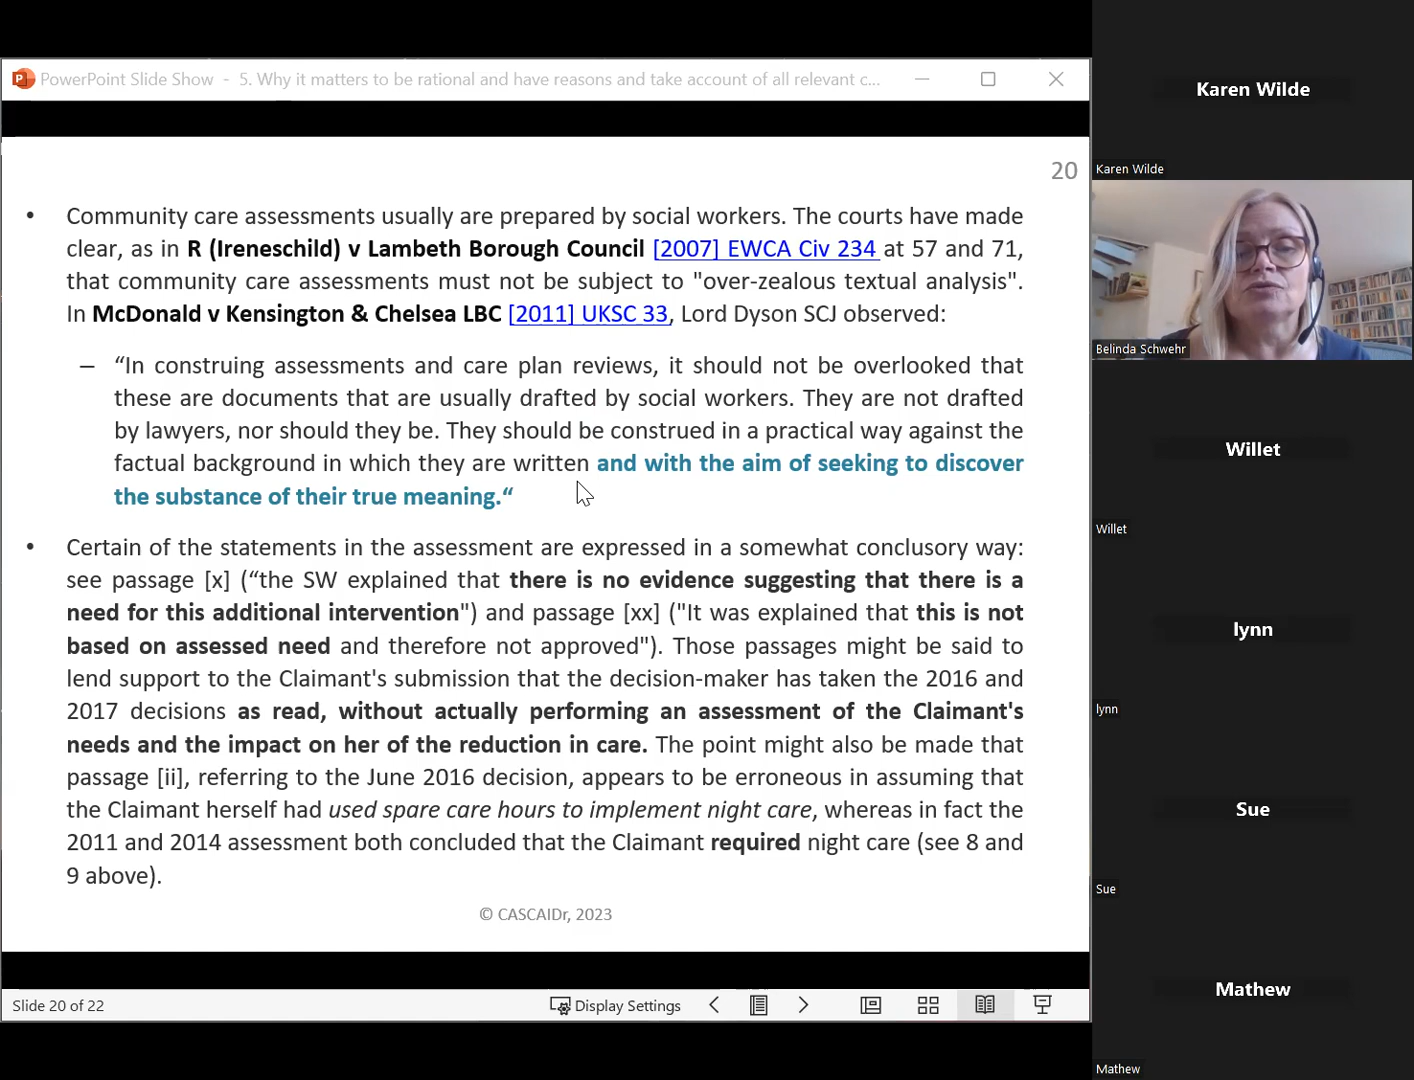 PowerPoint Slide Show - 5. Why it matters to be rational and have reasons and take account of all relevant c...
20
• Community care assessments usually are prepared by social workers. The courts have made
clear, as in R (Ireneschild) v Lambeth Borough Council [2007] EWCA Civ 234 at 57 and 71,
that community care assessments must not be subject to "over-zealous textual analysis".
In McDonald v Kensington & Chelsea LBC [2011] UKSC 33, Lord Dyson SCJ observed:
– “In construing assessments and care plan reviews, it should not be overlooked that
these are documents that are usually drafted by social workers. They are not drafted
by lawyers, nor should they be. They should be construed in a practical way against the
factual background in which they are written and with the aim of seeking to discover
the substance of their true meaning.“
• Certain of the statements in the assessment are expressed in a somewhat conclusory way:
see passage [x] (“the SW explained that there is no evidence suggesting that there is a
need for this additional intervention") and passage [xx] ("It was explained that this is not
based on assessed need and therefore not approved"). Those passages might be said to
lend support to the Claimant's submission that the decision-maker has taken the 2016 and
2017 decisions as read, without actually performing an assessment of the Claimant's
needs and the impact on her of the reduction in care. The point might also be made that
passage [ii], referring to the June 2016 decision, appears to be erroneous in assuming that
the Claimant herself had used spare care hours to implement night care, whereas in fact the
2011 and 2014 assessment both concluded that the Claimant required night care (see 8 and
9 above).
© CASCAIDr, 2023
Slide 20 of 22
Display Settings
Karen Wilde
Karen Wilde
Belinda Schwehr
Willet
Willet
lynn
lynn
Sue
Sue
Mathew
Mathew